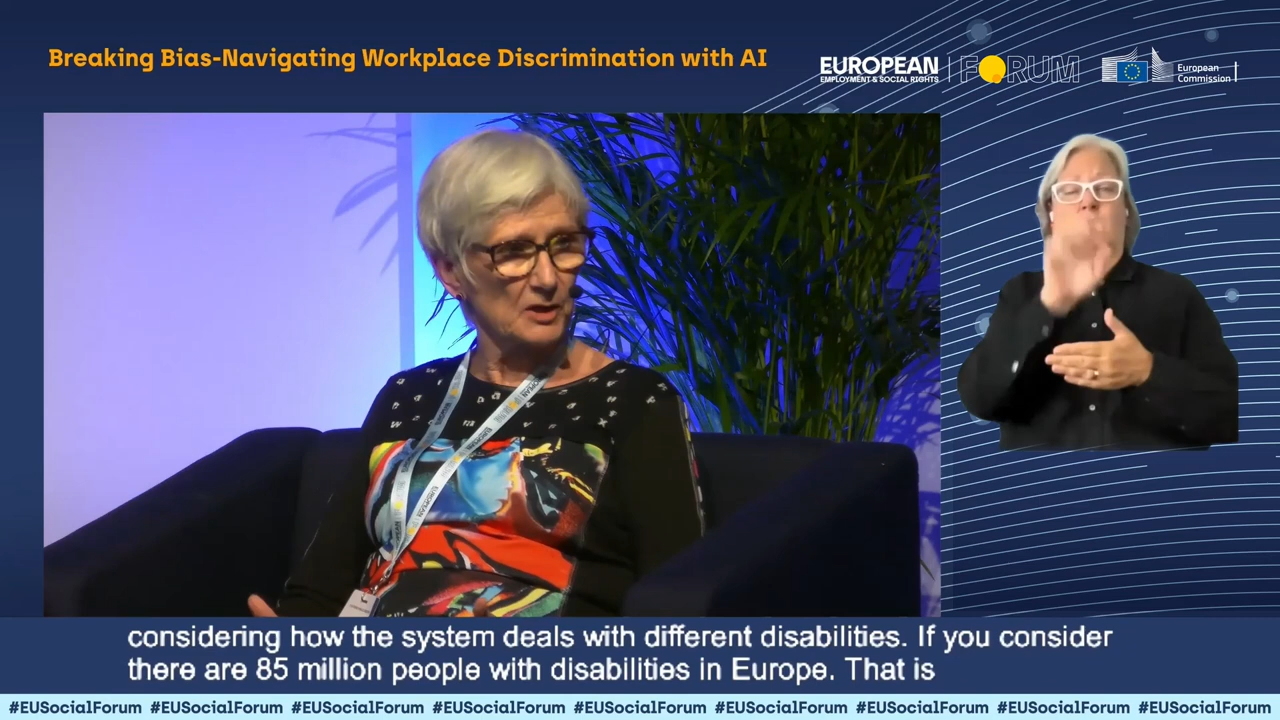 Breaking Bias-Navigating Workplace Discrimination with AI
EUROPEAN
EMPLOYMENT & SOCIAL RIGHTS
FORUM
European
Commission
considering how the system deals with different disabilities. If you consider
there are 85 million people with disabilities in Europe. That is
#EUSocialForum #EUSocialForum #EUSocialForum #EUSocialForum #EUSocialForum #EUSocialForum #EUSocialForum #EUSocialForum #EUSocialForum